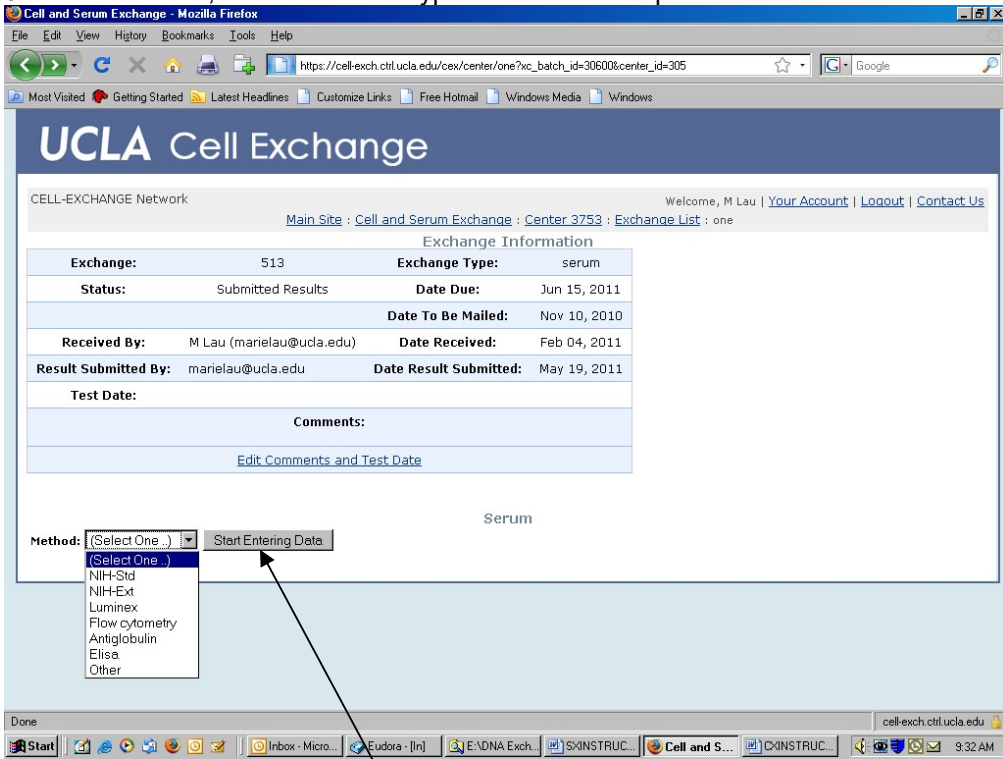 Cell and Serum Exchange - Mozilla Firefox
File Edit View History Bookmarks Tools Help
https://cell-exch.ctrl.ucla.edu/cex/center/one?xc_batch_id=30600&center_id=305
Google
Most Visited Getting Started Latest Headlines Customize Links Free Hotmail Windows Media Windows
UCLA Cell Exchange
CELL-EXCHANGE Network
Welcome, M Lau | Your Account | Logout | Contact Us
Main Site : Cell and Serum Exchange : Center 3753 : Exchange List : one
Exchange Information
Exchange: 513 Exchange Type: serum
Status: Submitted Results Date Due: Jun 15, 2011
Date To Be Mailed: Nov 10, 2010
Received By: M Lau (marielau@ucla.edu) Date Received: Feb 04, 2011
Result Submitted By: marielau@ucla.edu Date Result Submitted: May 19, 2011
Test Date:
Comments:
Edit Comments and Test Date
Serum
Method: (Select One ..) Start Entering Data
(Select One ..)
NIH-Std
NIH-Ext
Luminex
Flow cytometry
Antiglobulin
Elisa
Other
Done cell-exch.ctrl.ucla.edu
Start Inbox - Micro... Eudora - [In] E:\DNA Exch... SXINSTRUC... Cell and S... CXINSTRUC... 9:32 AM